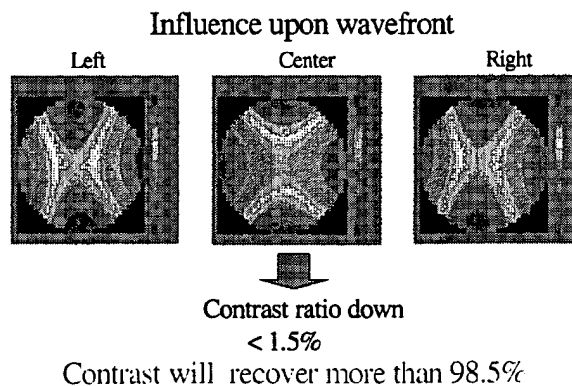 Influence upon wavefront
Left Center Right
Contrast ratio down
< 1.5%
Contrast will recover more than 98.5%